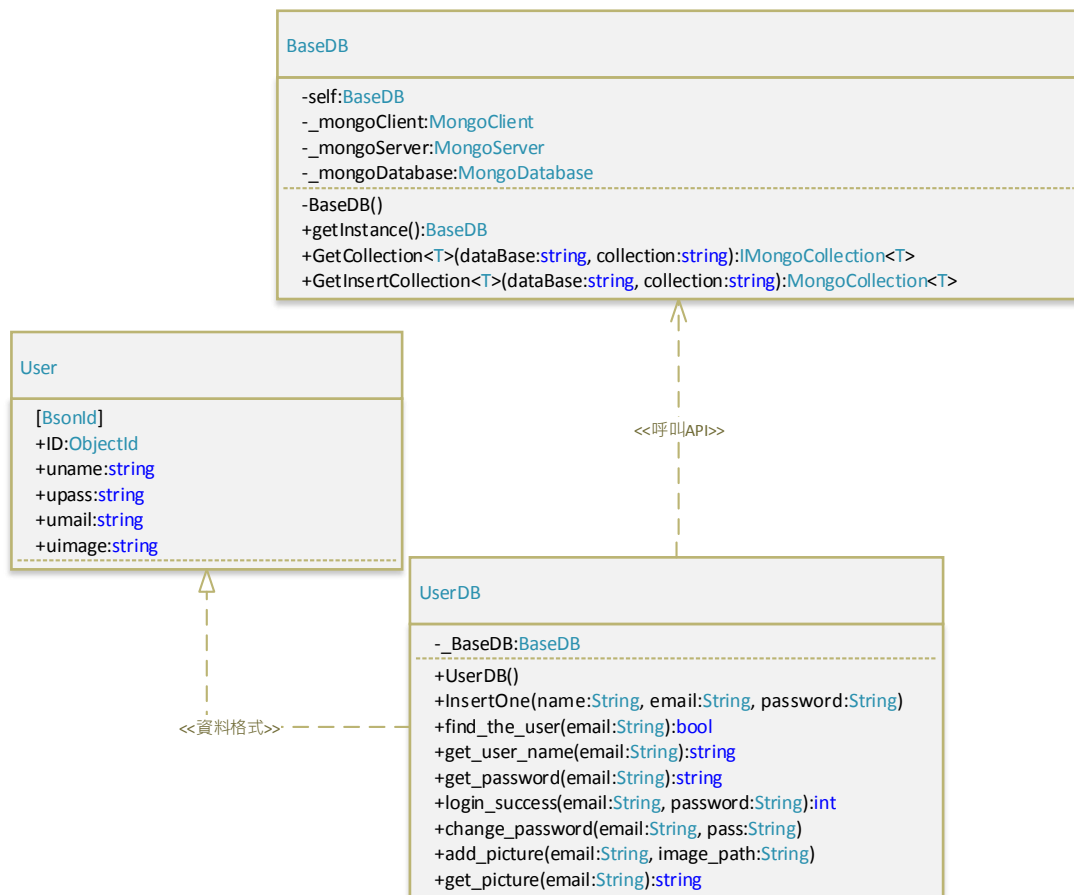 BaseDB
-self:BaseDB
-_mongoClient:MongoClient
-_mongoServer:MongoServer
-_mongoDatabase:MongoDatabase
-BaseDB()
+getInstance():BaseDB
+GetCollection<T>(dataBase:string, collection:string):IMongoCollection<T>
+GetInsertCollection<T>(dataBase:string, collection:string):MongoCollection<T>
User
[BsonId]
+ID:ObjectId
+uname:string
+upass:string
+umail:string
+uimage:string
<<呼叫API>>
<<資料格式>>
UserDB
-_BaseDB:BaseDB
+UserDB()
+InsertOne(name:String, email:String, password:String)
+find_the_user(email:String):bool
+get_user_name(email:String):string
+get_password(email:String):string
+login_success(email:String, password:String):int
+change_password(email:String, pass:String)
+add_picture(email:String, image_path:String)
+get_picture(email:String):string